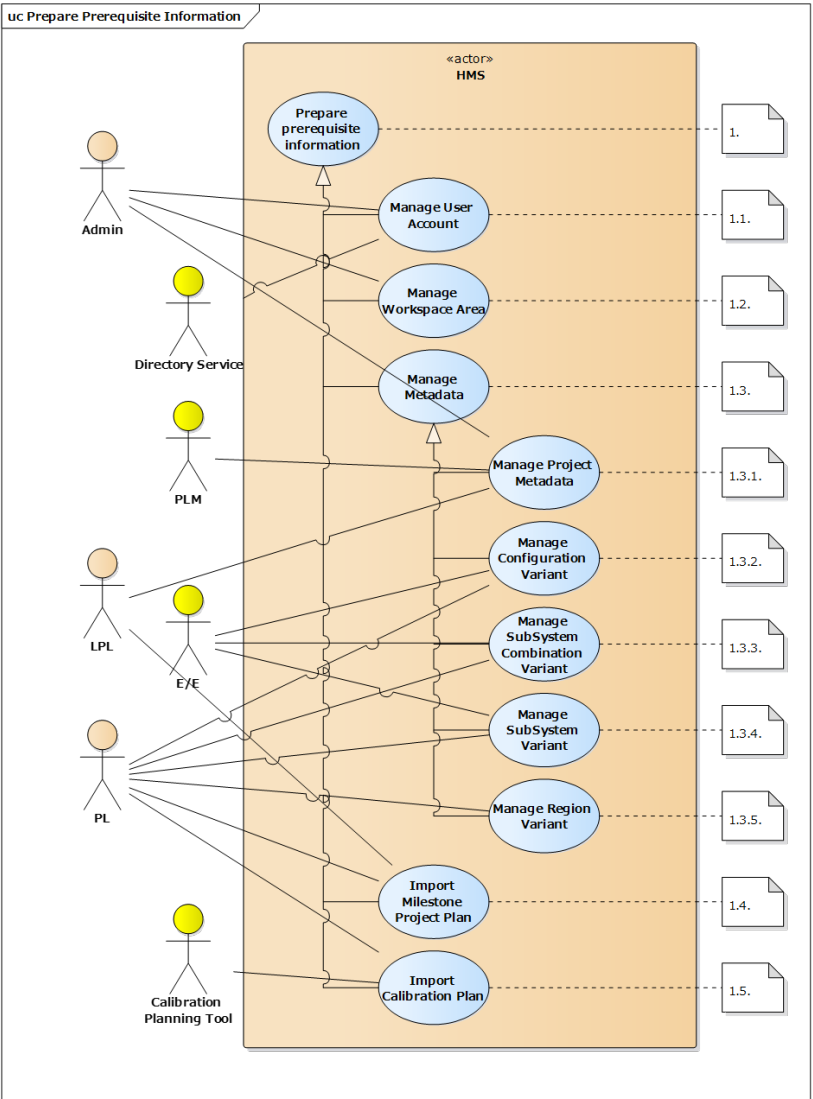 uc Prepare Prerequisite Information
«actor»
HMS
Prepare
prerequisite
information
1.
Admin
Manage User
Account
1.1.
Directory Service
Manage
Workspace Area
1.2.
Manage
Metadata
1.3.
PLM
Manage Project
Metadata
1.3.1.
LPL
Manage
Configuration
Variant
1.3.2.
E/E
Manage
SubSystem
Combination
Variant
1.3.3.
PL
Manage
SubSystem
Variant
1.3.4.
Manage Region
Variant
1.3.5.
Import
Milestone
Project Plan
1.4.
Calibration
Planning Tool
Import
Calibration Plan
1.5.